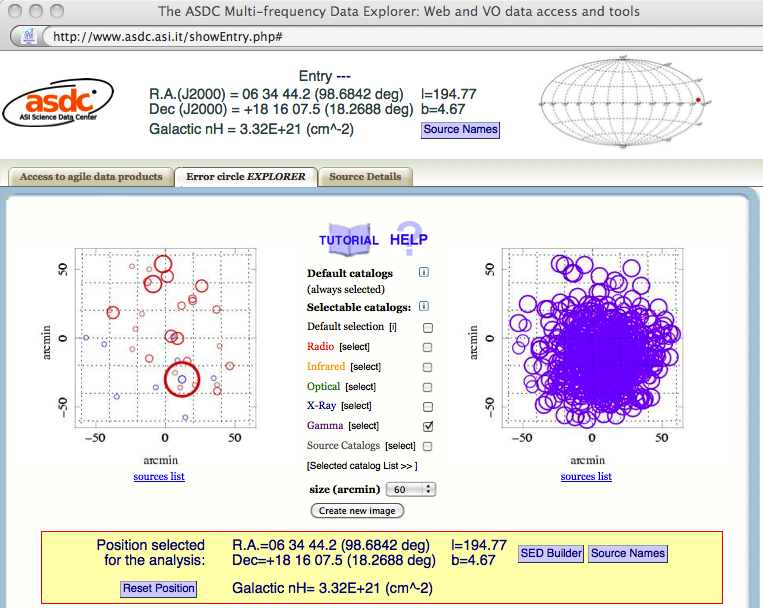 The ASDC Multi-frequency Data Explorer: Web and VO data access and tools
http://www.asdc.asi.it/showEntry.php#
asdc
ASI Science Data Center
Entry ---
R.A.(J2000) = 06 34 44.2 (98.6842 deg) l=194.77
Dec (J2000) = +18 16 07.5 (18.2688 deg) b=4.67
Galactic nH = 3.32E+21 (cm^-2) Source Names
Access to agile data products Error circle EXPLORER Source Details
TUTORIAL HELP ?
Default catalogs [i]
(always selected)
Selectable catalogs: [i]
Default selection [i]
Radio [select]
Infrared [select]
Optical [select]
X-Ray [select]
Gamma [select]
Source Catalogs [select]
[Selected catalog List >> ]
size (arcmin) 60
Create new image
arcmin
50
0
−50
−50 0 50
arcmin
sources list
arcmin
50
0
−50
−50 0 50
arcmin
sources list
Position selected R.A.=06 34 44.2 (98.6842 deg) l=194.77
for the analysis: Dec=+18 16 07.5 (18.2688 deg) b=4.67
SED Builder Source Names
Reset Position Galactic nH= 3.32E+21 (cm^-2)